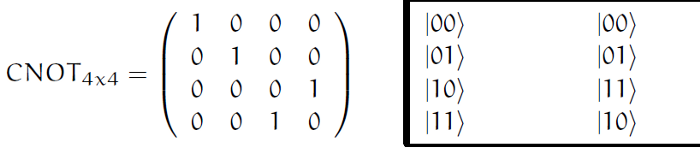 CNOT₄ₓ₄ =
1 0 0 0
0 1 0 0
0 0 0 1
0 0 1 0
|00⟩ |00⟩
|01⟩ |01⟩
|10⟩ |11⟩
|11⟩ |10⟩